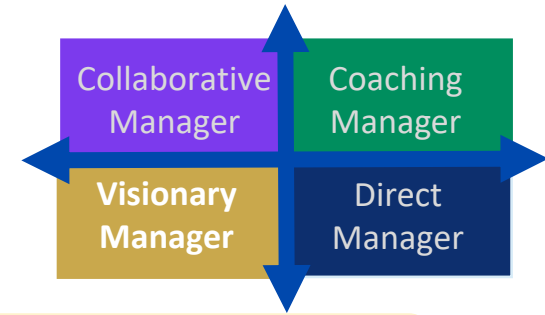 Collaborative
Manager
Coaching
Manager
Visionary
Manager
Direct
Manager